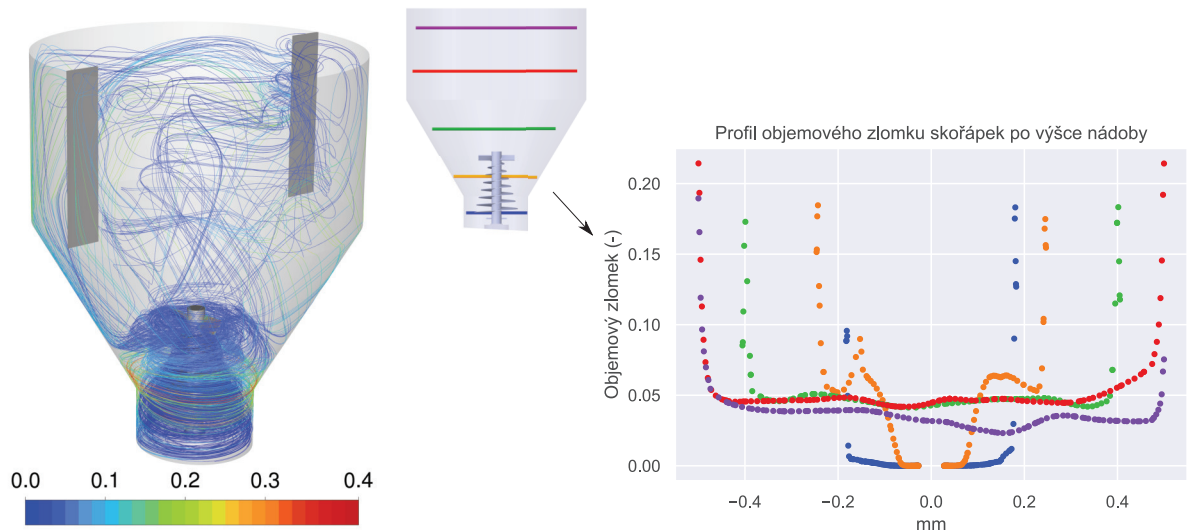 0.0 0.1 0.2 0.3 0.4
Profil objemového zlomku skořápek po výšce nádoby
Objemový zlomek (-)
0.20
0.15
0.10
0.05
0.00
−0.4 −0.2 0.0 0.2 0.4
mm